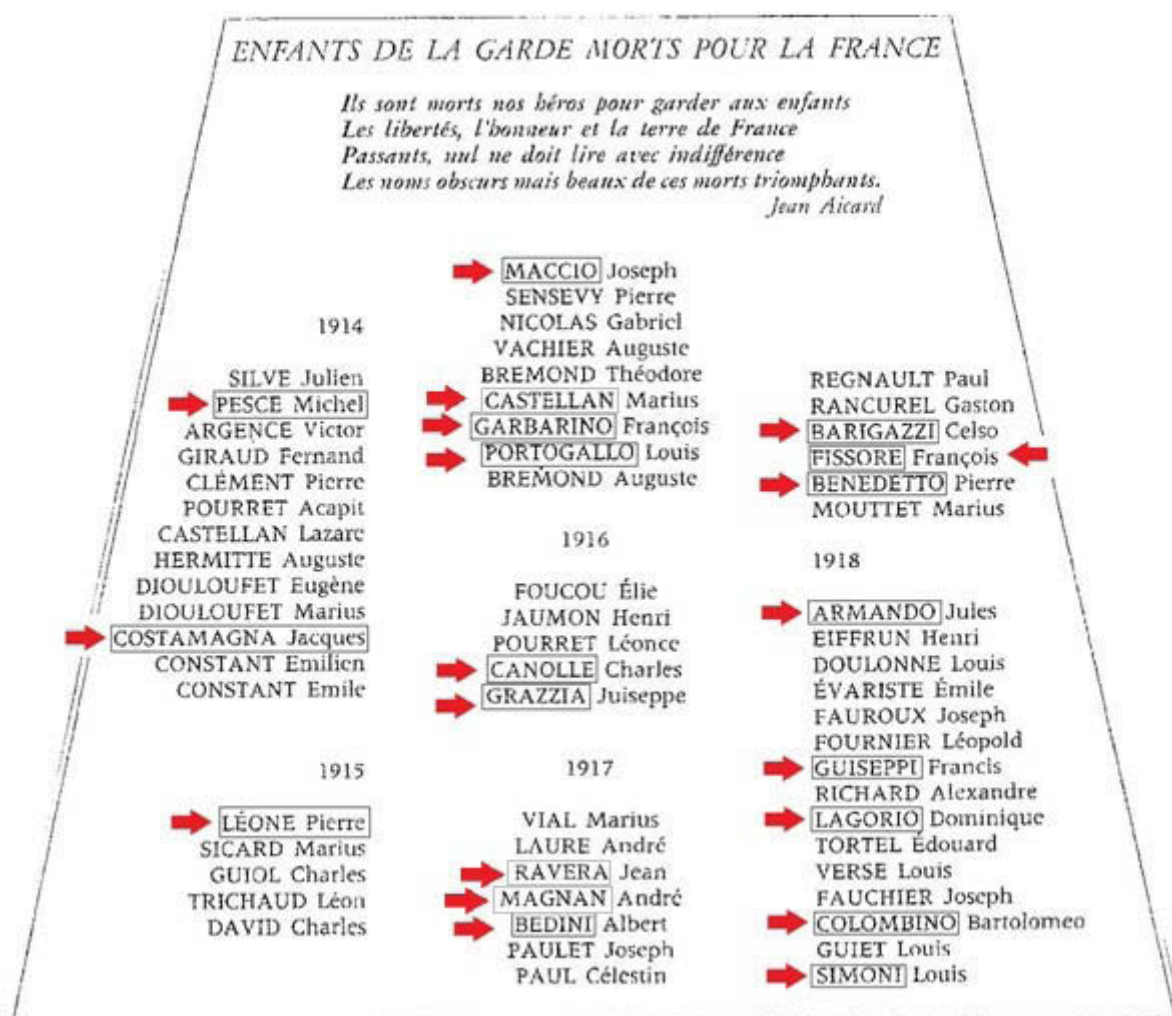 ENFANTS DE LA GARDE MORTS POUR LA FRANCE
Ils sont morts nos héros pour garder aux enfants
Les libertés, l'honneur et la terre de France
Passants, nul ne doit lire avec indifférence
Les noms obscurs mais beaux de ces morts triomphants.
Jean Aicard
1914
SILVE Julien
PESCE Michel
ARGENCE Victor
GIRAUD Fernand
CLÉMENT Pierre
POURRET Acapit
CASTELLAN Lazare
HERMITTE Auguste
DIOULOUFET Eugène
DIOULOUFET Marius
COSTAMAGNA Jacques
CONSTANT Emilien
CONSTANT Emile
1915
LÉONE Pierre
SICARD Marius
GUIOL Charles
TRICHAUD Léon
DAVID Charles
MACCIO Joseph
SENSEVY Pierre
NICOLAS Gabriel
VACHIER Auguste
BREMOND Théodore
CASTELLAN Marius
GARBARINO François
PORTOGALLO Louis
BREMOND Auguste
1916
FOUCOU Élie
JAUMON Henri
POURRET Léonce
CANOLLE Charles
GRAZZIA Juiseppe
1917
VIAL Marius
LAURE André
RAVERA Jean
MAGNAN André
BEDINI Albert
PAULET Joseph
PAUL Célestin
REGNAULT Paul
RANCUREL Gaston
BARIGAZZI Celso
FISSORE François
BENEDETTO Pierre
MOUTTET Marius
1918
ARMANDO Jules
EIFFRUN Henri
DOULONNE Louis
ÉVARISTE Émile
FAUROUX Joseph
FOURNIER Léopold
GUISEPPI Francis
RICHARD Alexandre
LAGORIO Dominique
TORTEL Édouard
VERSE Louis
FAUCHIER Joseph
COLOMBINO Bartolomeo
GUIET Louis
SIMONI Louis